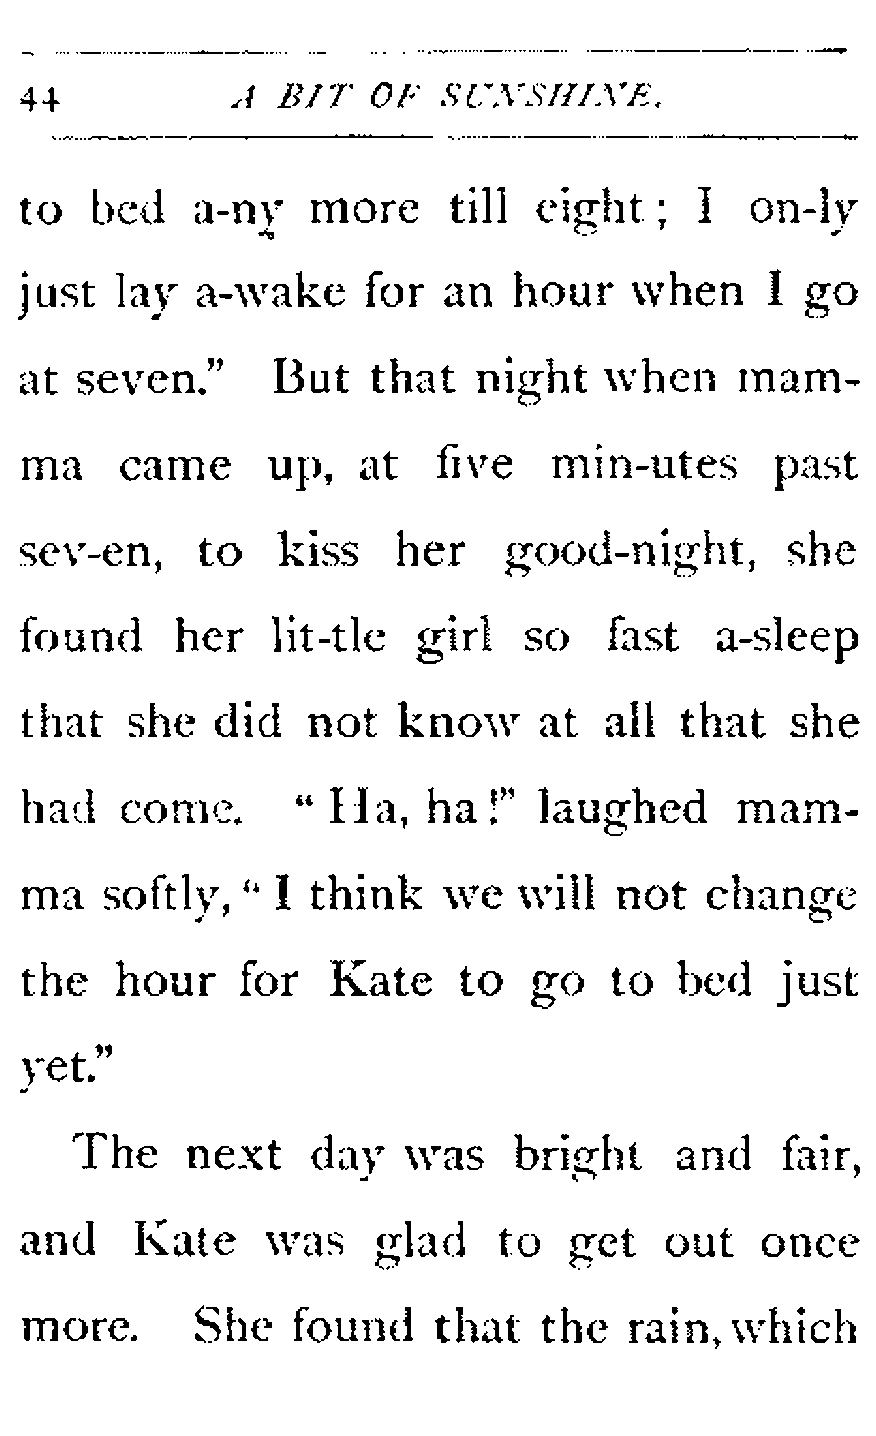 44 A BIT OF SUNSHINE.
to bed a-ny more till eight; I on-ly
just lay a-wake for an hour when I go
at seven." But that night when mam-
ma came up, at five min-utes past
sev-en, to kiss her good-night, she
found her lit-tle girl so fast a-sleep
that she did not know at all that she
had come. "Ha, ha!" laughed mam-
ma softly, "I think we will not change
the hour for Kate to go to bed just
yet."
The next day was bright and fair,
and Kate was glad to get out once
more. She found that the rain, which